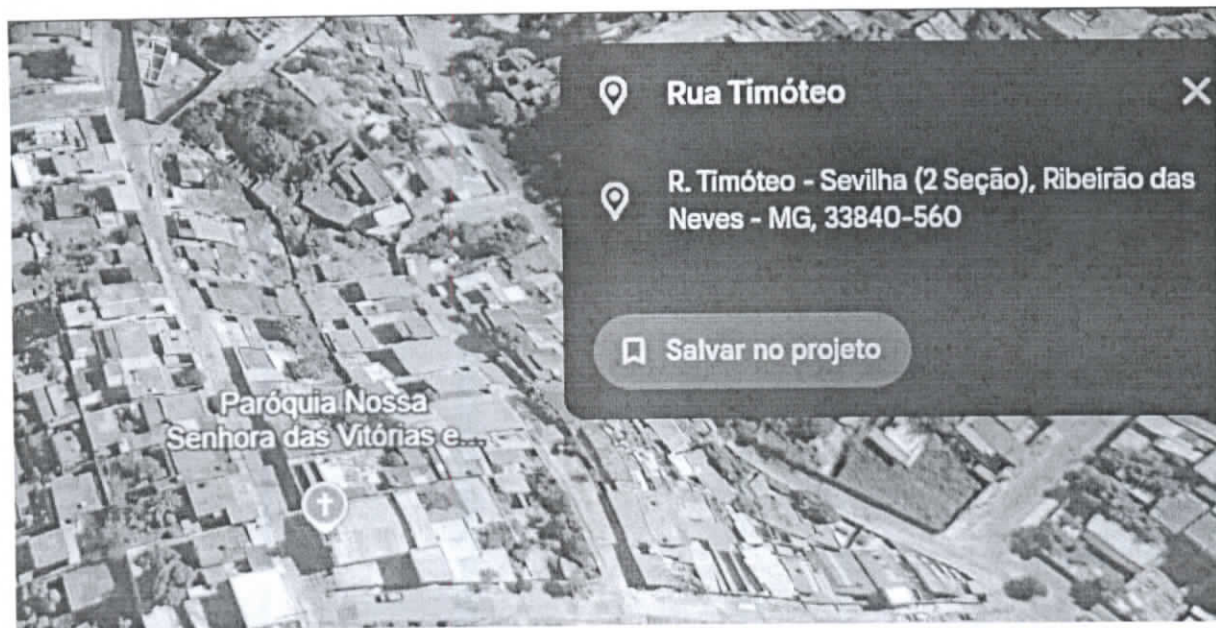 Rua Timóteo
R. Timóteo - Sevilha (2 Seção), Ribeirão das
Neves - MG, 33840-560
Salvar no projeto
Paróquia Nossa
Senhora das Vitórias e...